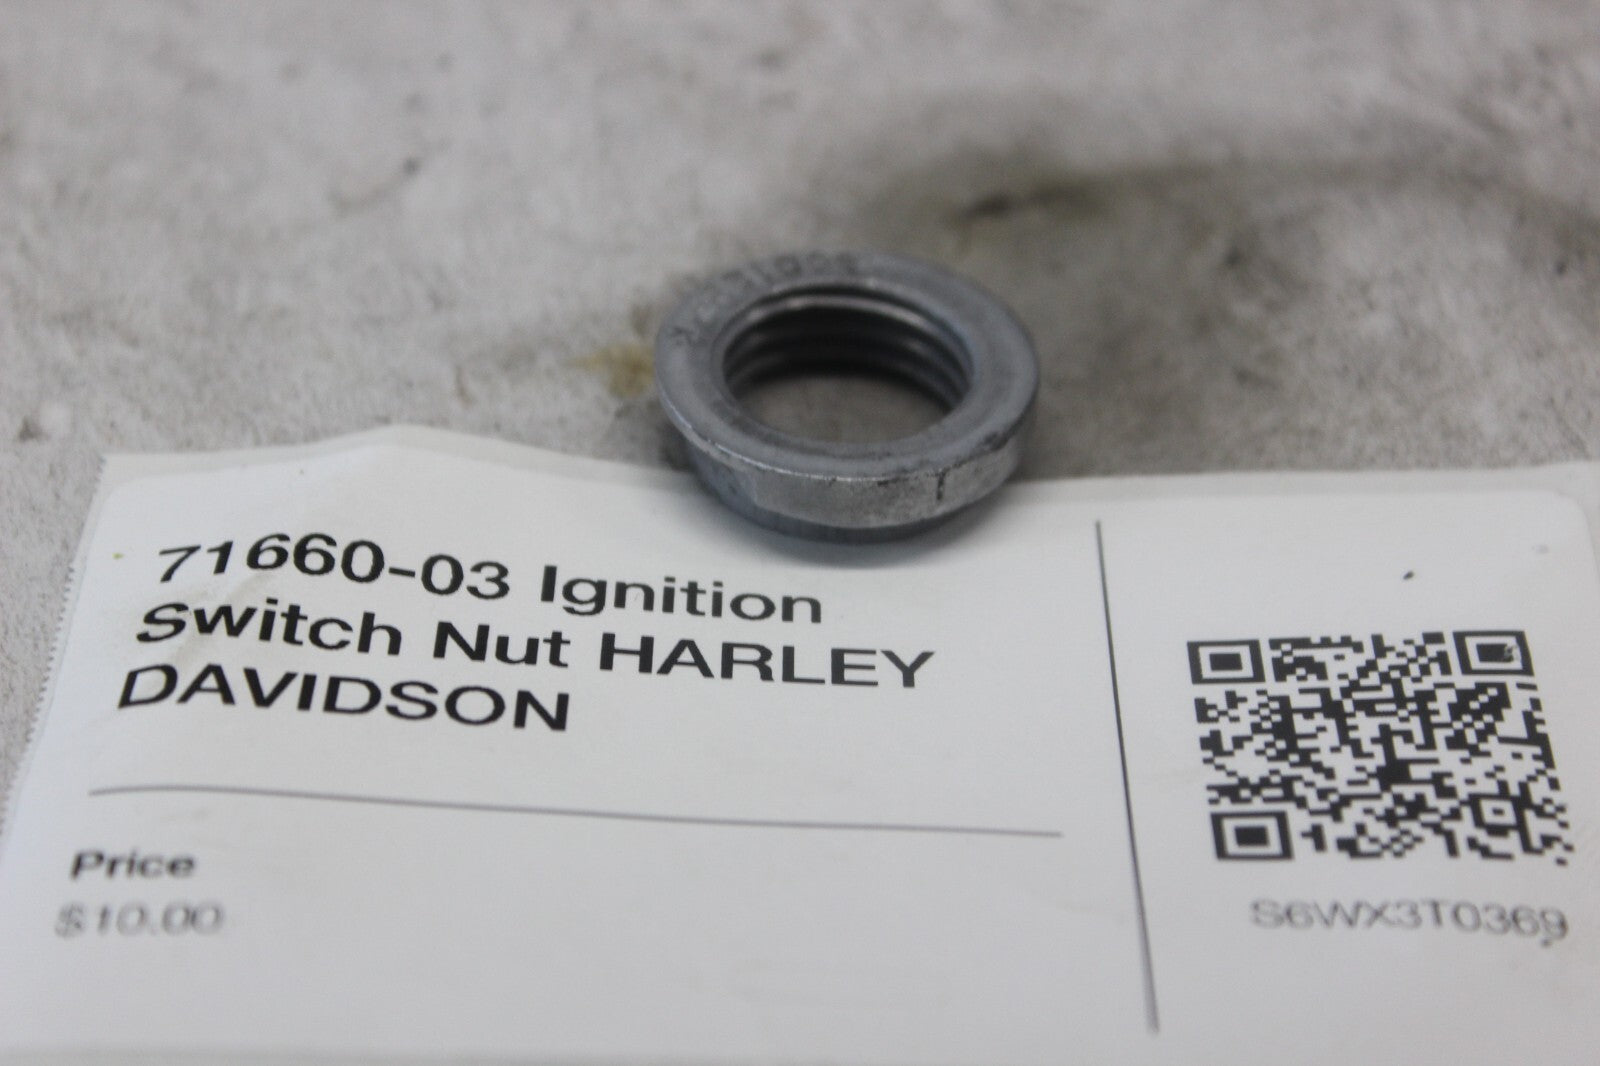 71660-03 Ignition
Switch Nut HARLEY
DAVIDSON
Price
$10.00
S6WX3T0369